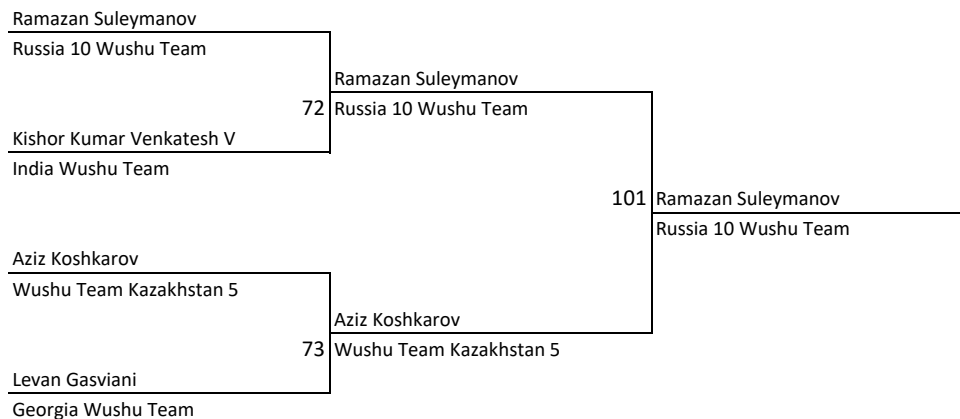 Ramazan Suleymanov
Russia 10 Wushu Team
Ramazan Suleymanov
72 Russia 10 Wushu Team
Kishor Kumar Venkatesh V
India Wushu Team
101 Ramazan Suleymanov
Russia 10 Wushu Team
Aziz Koshkarov
Wushu Team Kazakhstan 5
Aziz Koshkarov
73 Wushu Team Kazakhstan 5
Levan Gasviani
Georgia Wushu Team